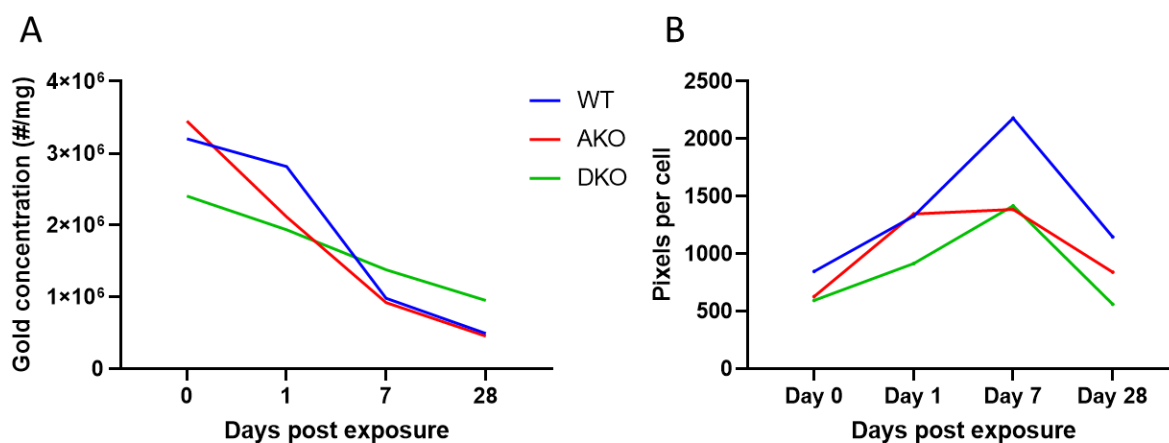 A
Gold concentration (#/mg)
4×10⁶
3×10⁶
2×10⁶
1×10⁶
0
0 1 7 28
Days post exposure
WT
AKO
DKO
B
Pixels per cell
2500
2000
1500
1000
500
0
Day 0 Day 1 Day 7 Day 28
Days post exposure